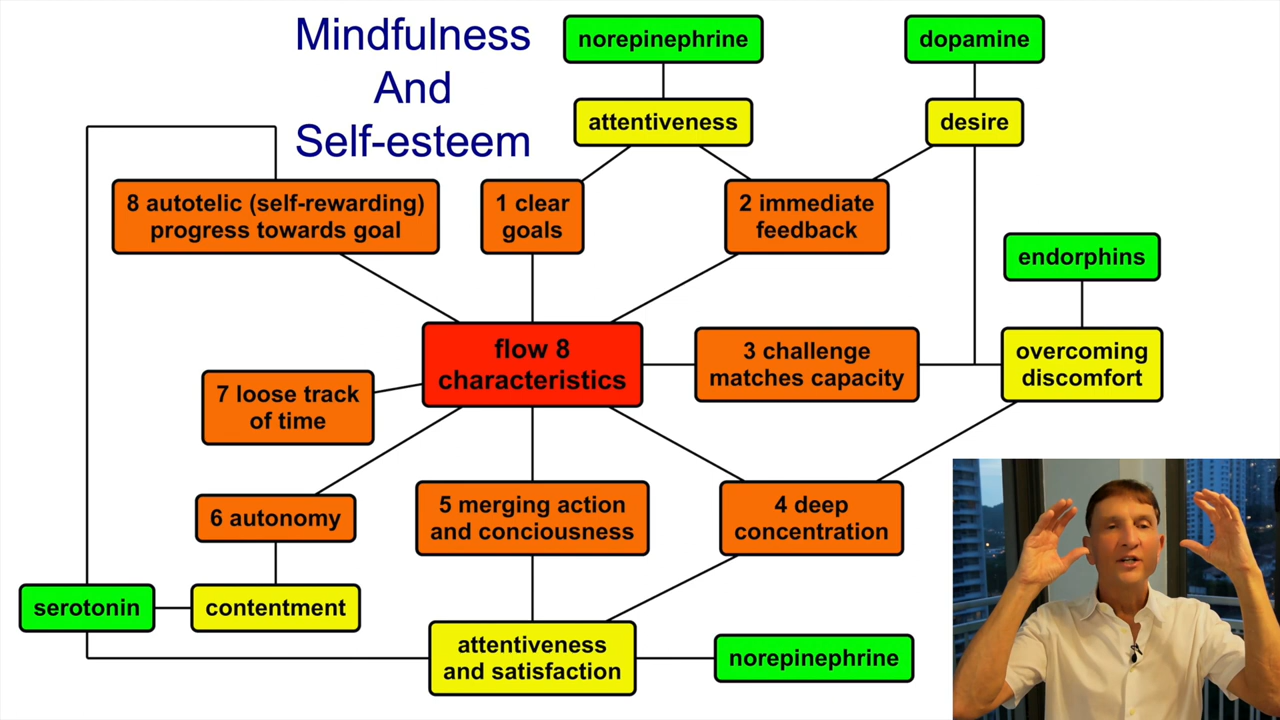 Mindfulness
And
Self-esteem
norepinephrine
dopamine
attentiveness
desire
8 autotelic (self-rewarding)
progress towards goal
1 clear
goals
2 immediate
feedback
endorphins
flow 8
characteristics
3 challenge
matches capacity
overcoming
discomfort
7 loose track
of time
6 autonomy
5 merging action
and conciousness
4 deep
concentration
serotonin
contentment
attentiveness
and satisfaction
norepinephrine